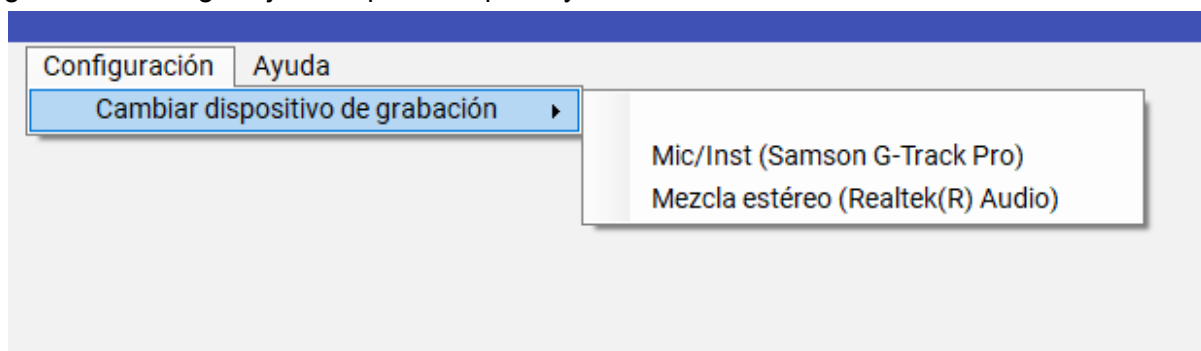 Configuración Ayuda
Cambiar dispositivo de grabación
Mic/Inst (Samson G-Track Pro)
Mezcla estéreo (Realtek(R) Audio)